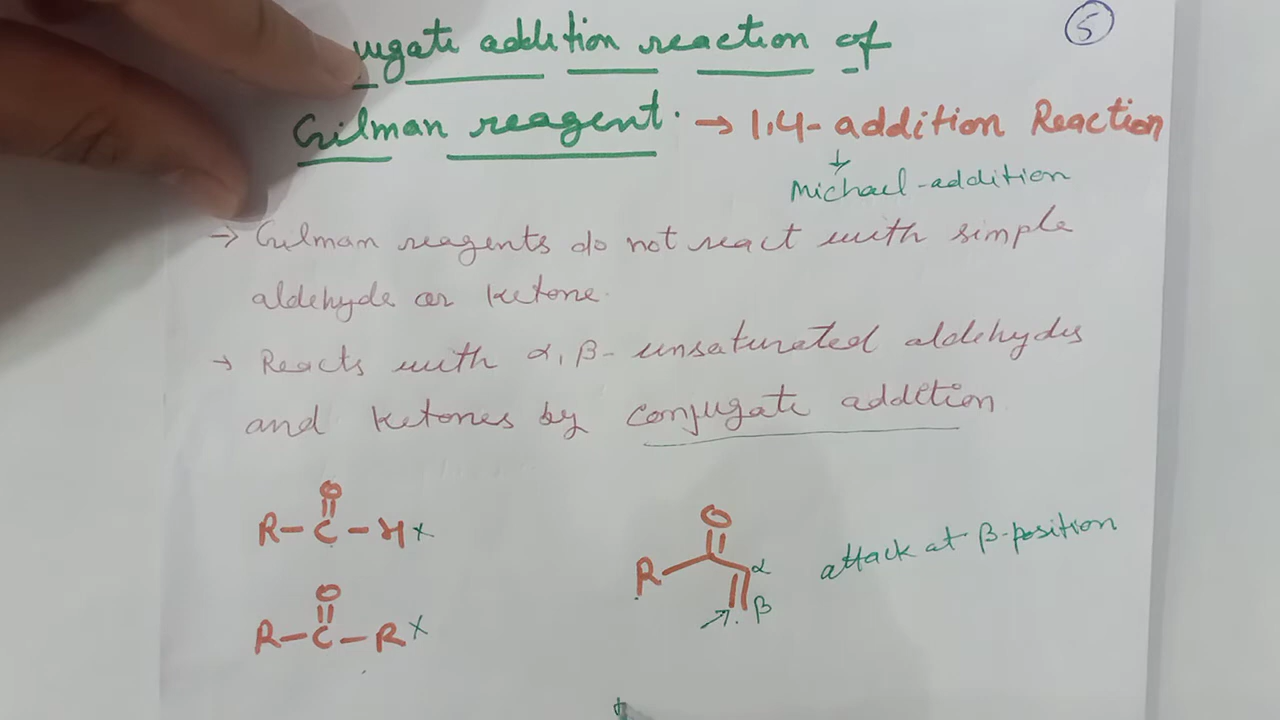 ugate addition reaction of
5
Gilman reagent. → 1,4-addition Reaction
↓
Michael-addition
→ Gilman reagents do not react with simple
aldehyde or ketone.
→ Reacts with α,β-unsaturated aldehydes
and ketones by conjugate addition
O
R-C-H x
O
R-C-R x
O
R
α
β
attack at β-position